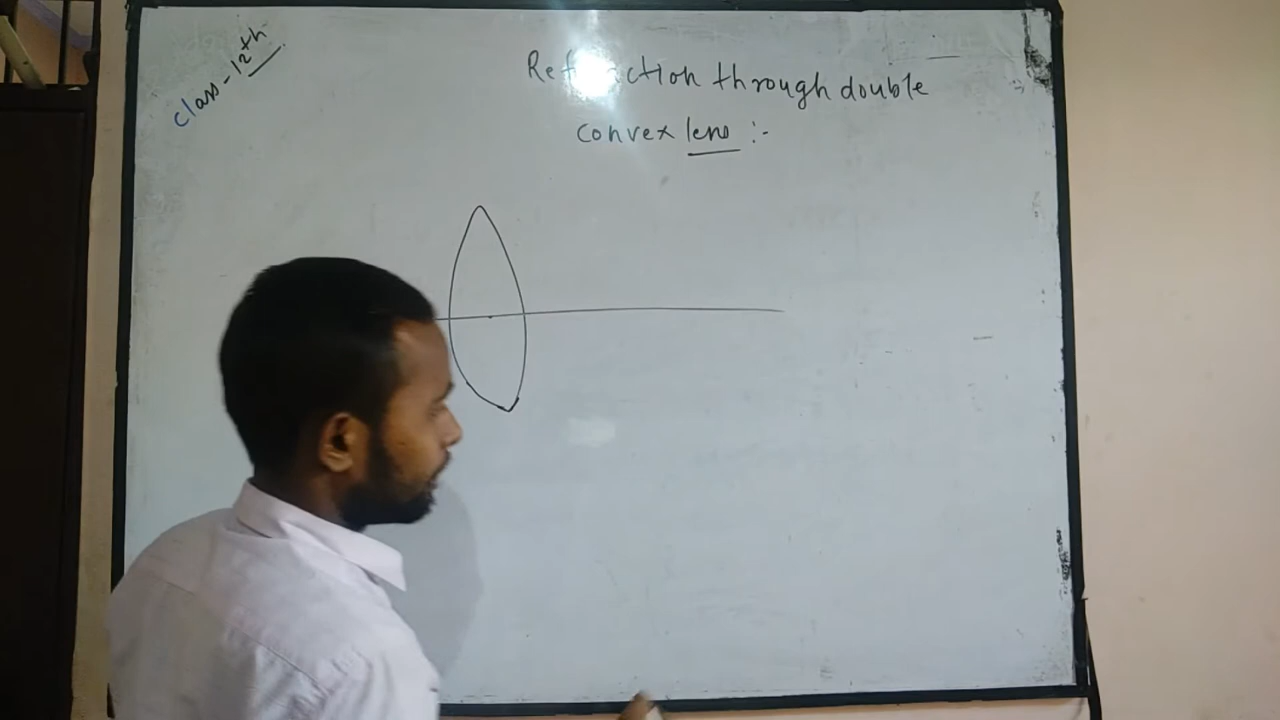 class-12th
Refraction through double
convex lens :-